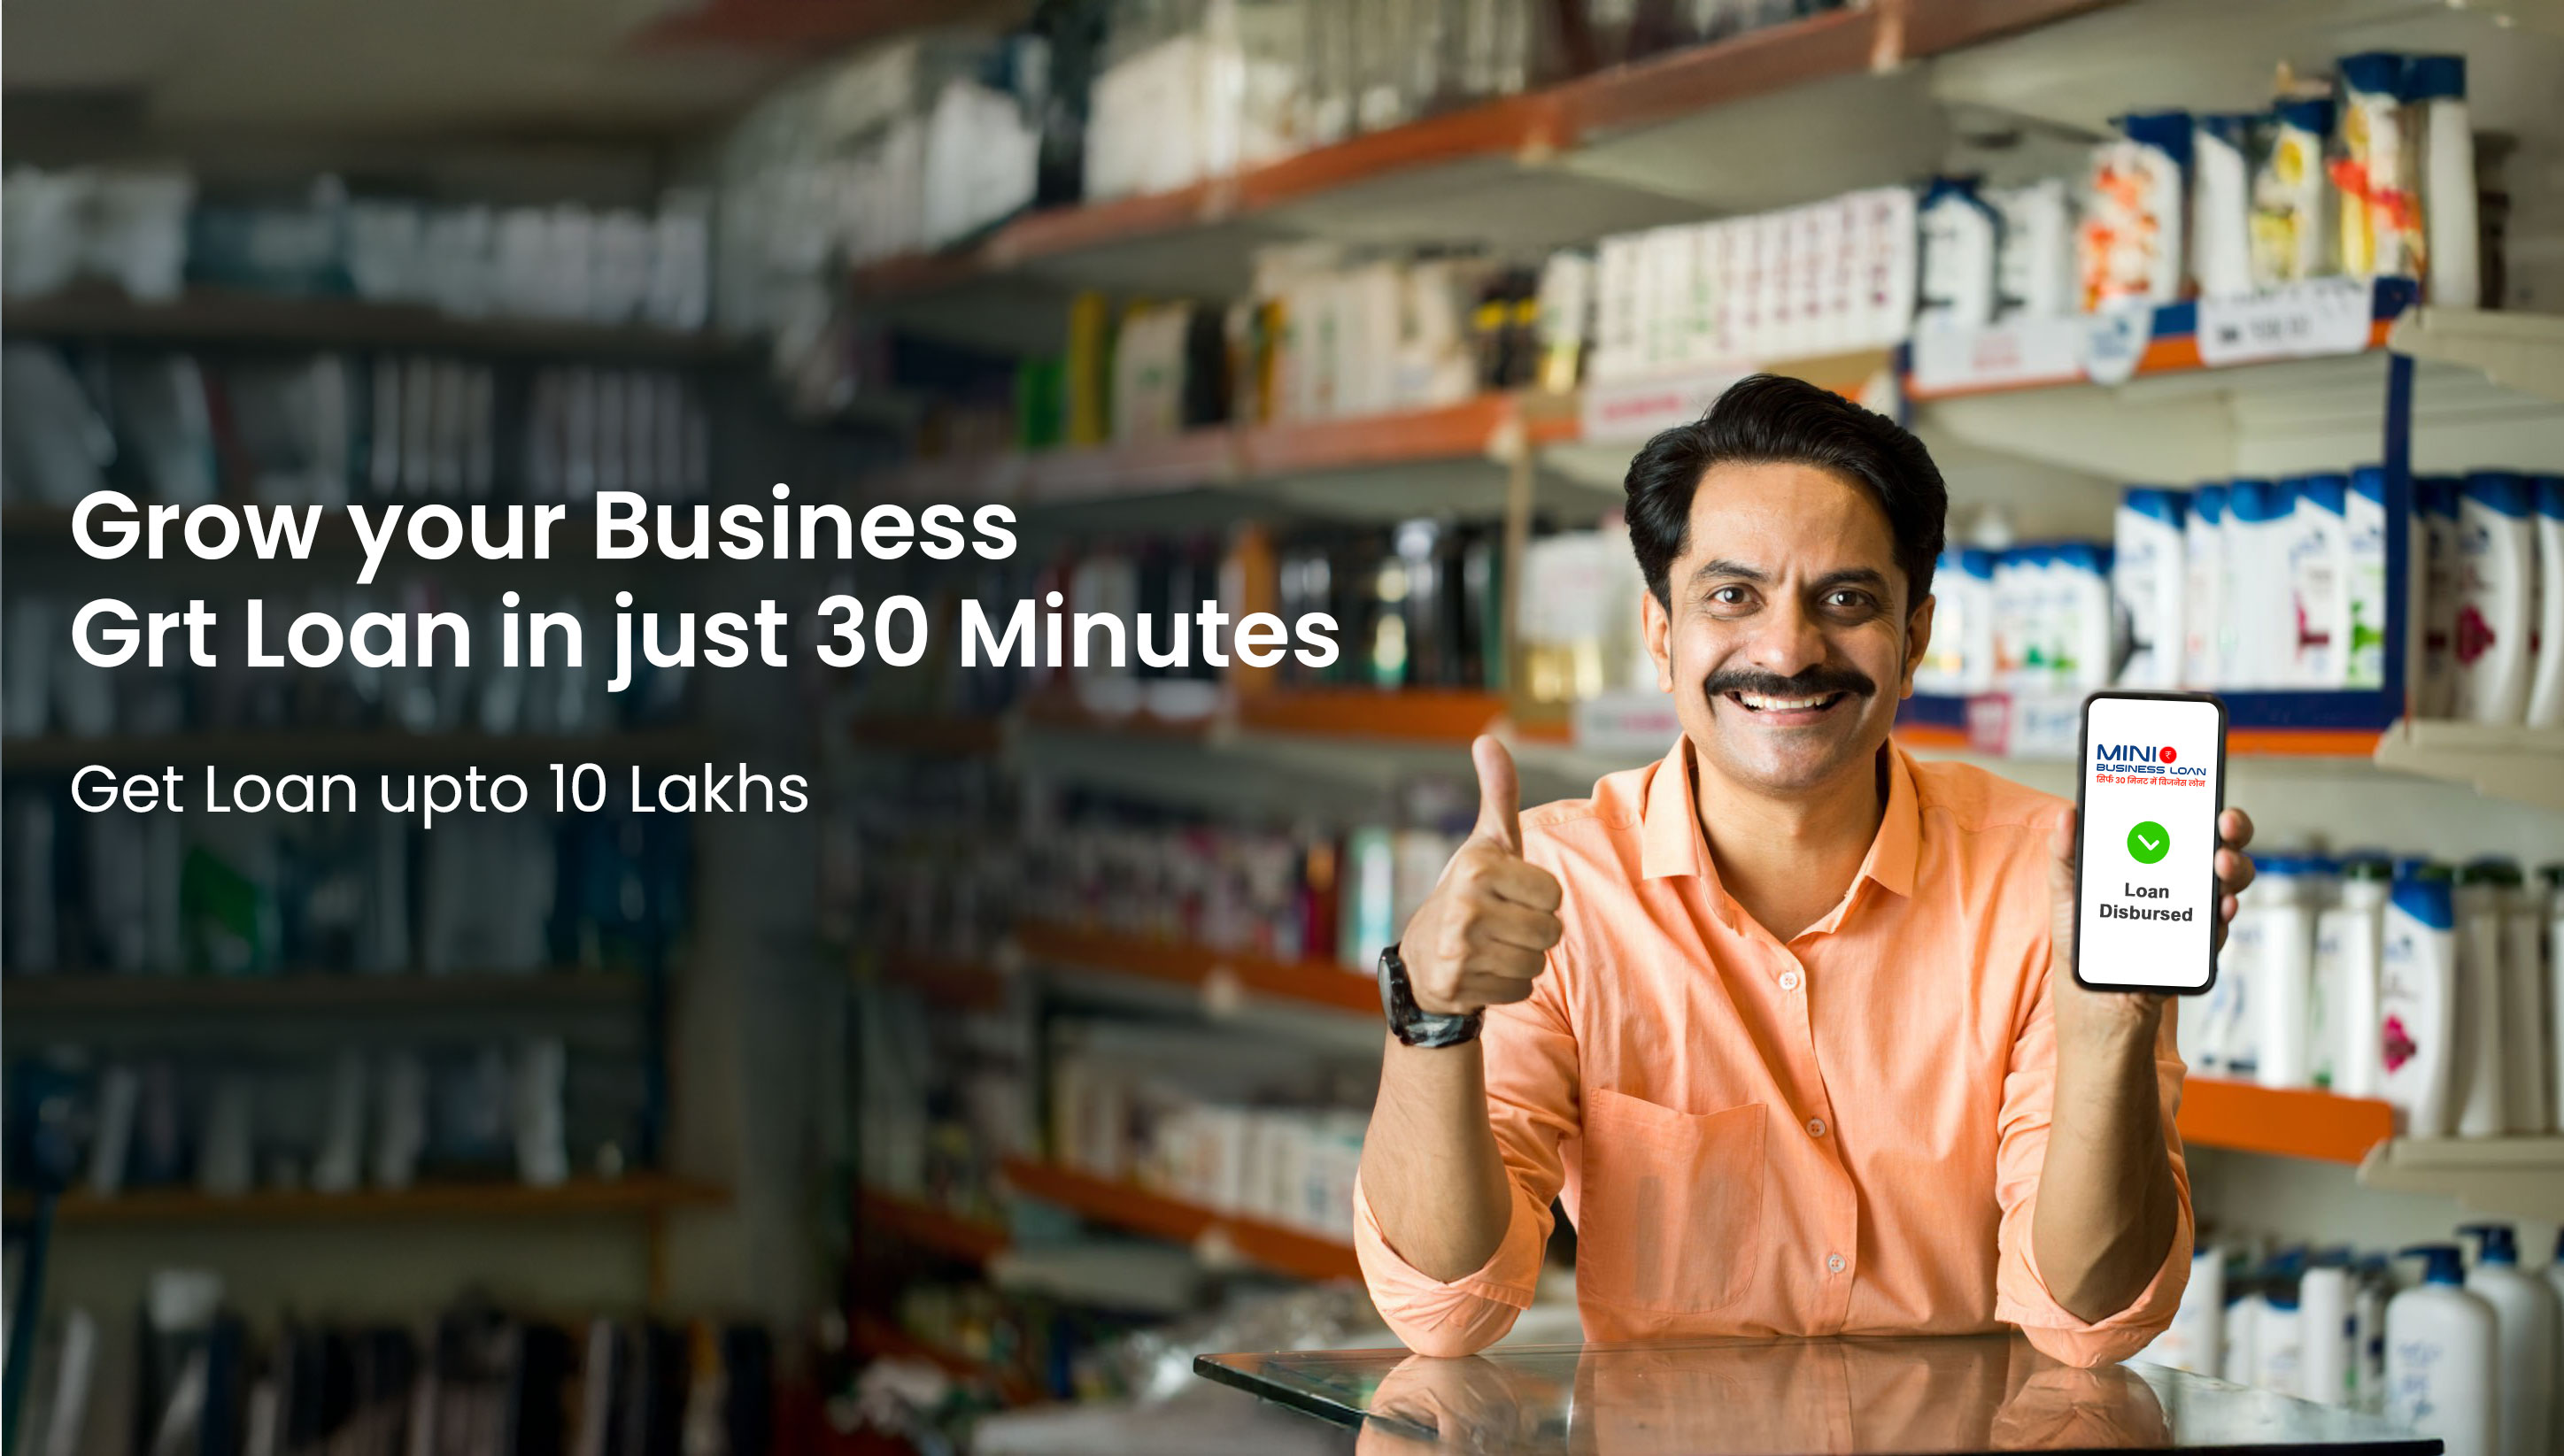 Grow your Business
Grt Loan in just 30 Minutes
Get Loan upto 10 Lakhs
MINI ₹
BUSINESS LOAN
सिर्फ 30 मिनट में बिजनेस लोन
Loan
Disbursed